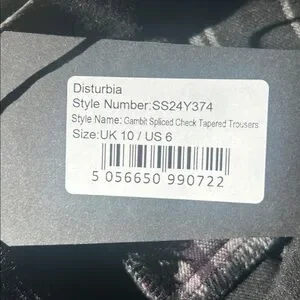 Disturbia
Style Number:SS24Y374
Style Name: Gambit Spliced Check Tapered Trousers
Size:UK 10 / US 6
5 056650 990722